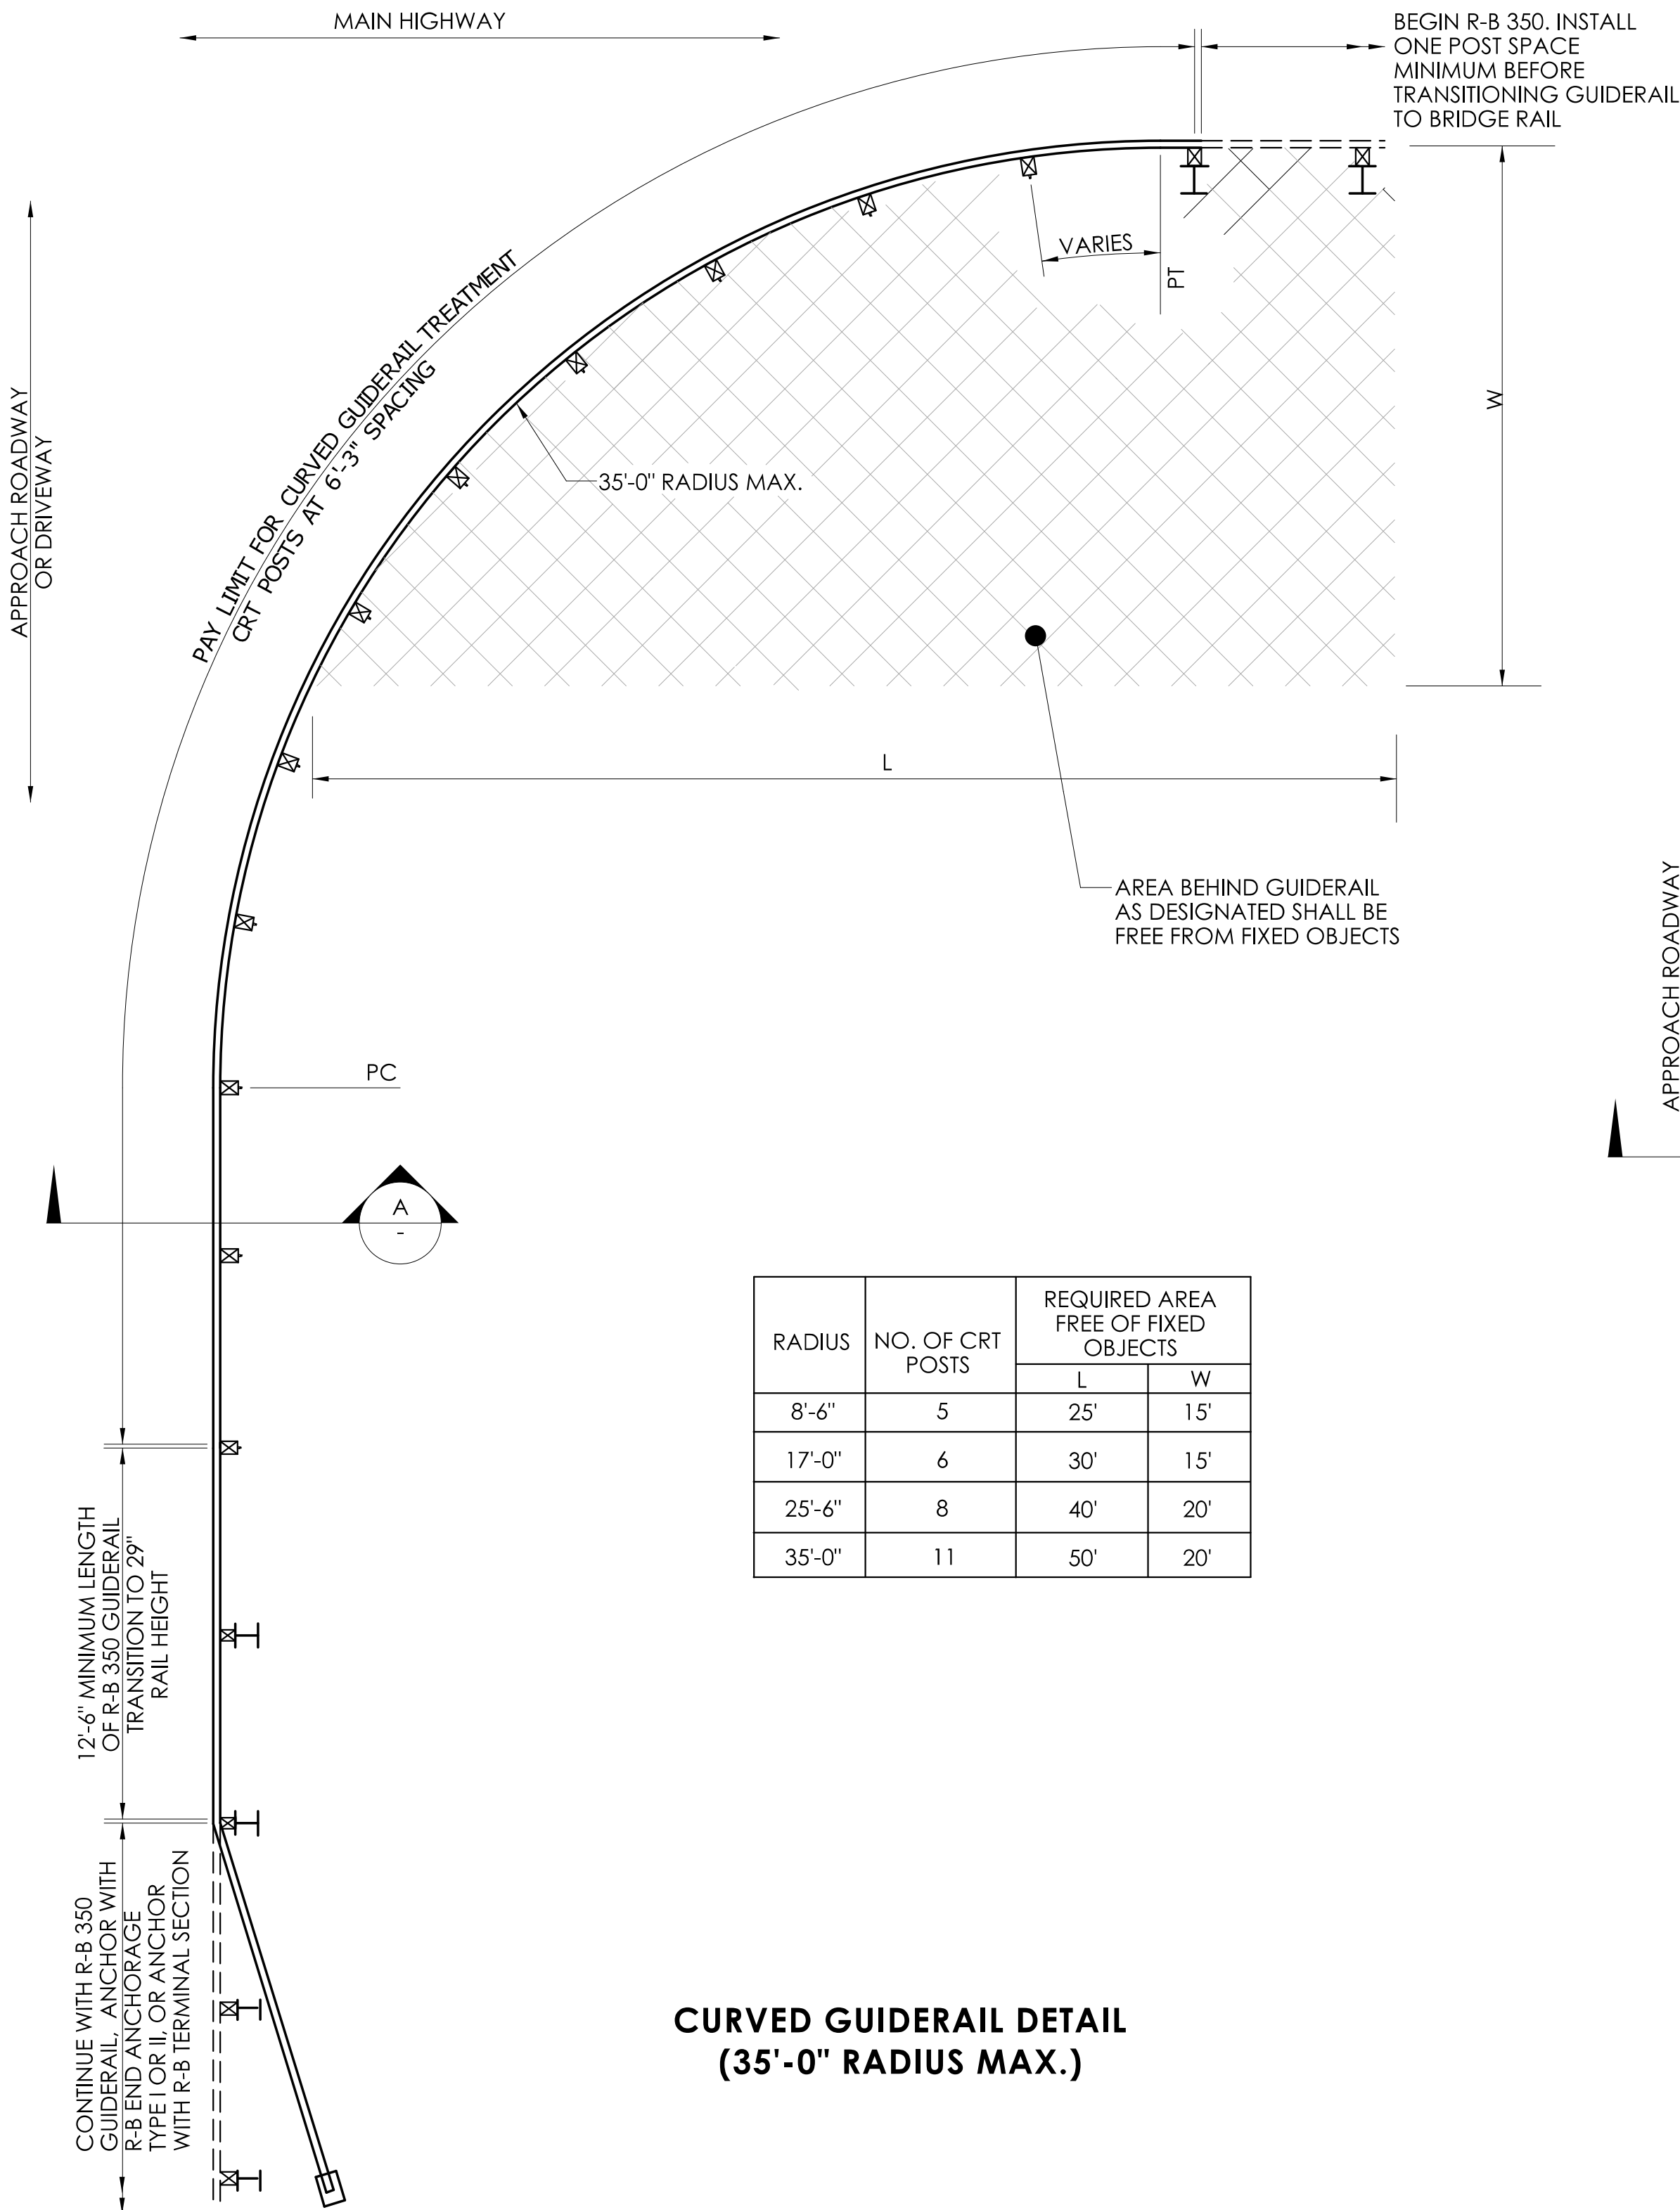 MAIN HIGHWAY
BEGIN R-B 350. INSTALL
ONE POST SPACE
MINIMUM BEFORE
TRANSITIONING GUIDERAIL
TO BRIDGE RAIL
APPROACH ROADWAY
OR DRIVEWAY
PAY LIMIT FOR CURVED GUIDERAIL TREATMENT
CRT POSTS AT 6'-3" SPACING
VARIES
PT
W
35'-0" RADIUS MAX.
L
AREA BEHIND GUIDERAIL
AS DESIGNATED SHALL BE
FREE FROM FIXED OBJECTS
APPROACH ROADWAY
PC
A
-
RADIUS
NO. OF CRT
POSTS
REQUIRED AREA
FREE OF FIXED
OBJECTS
L
W
8'-6" 5 25' 15'
17'-0" 6 30' 15'
25'-6" 8 40' 20'
35'-0" 11 50' 20'
12'-6" MINIMUM LENGTH
OF R-B 350 GUIDERAIL
TRANSITION TO 29"
RAIL HEIGHT
CONTINUE WITH R-B 350
GUIDERAIL, ANCHOR WITH
R-B END ANCHORAGE
TYPE I OR II, OR ANCHOR
WITH R-B TERMINAL SECTION
CURVED GUIDERAIL DETAIL
(35'-0" RADIUS MAX.)